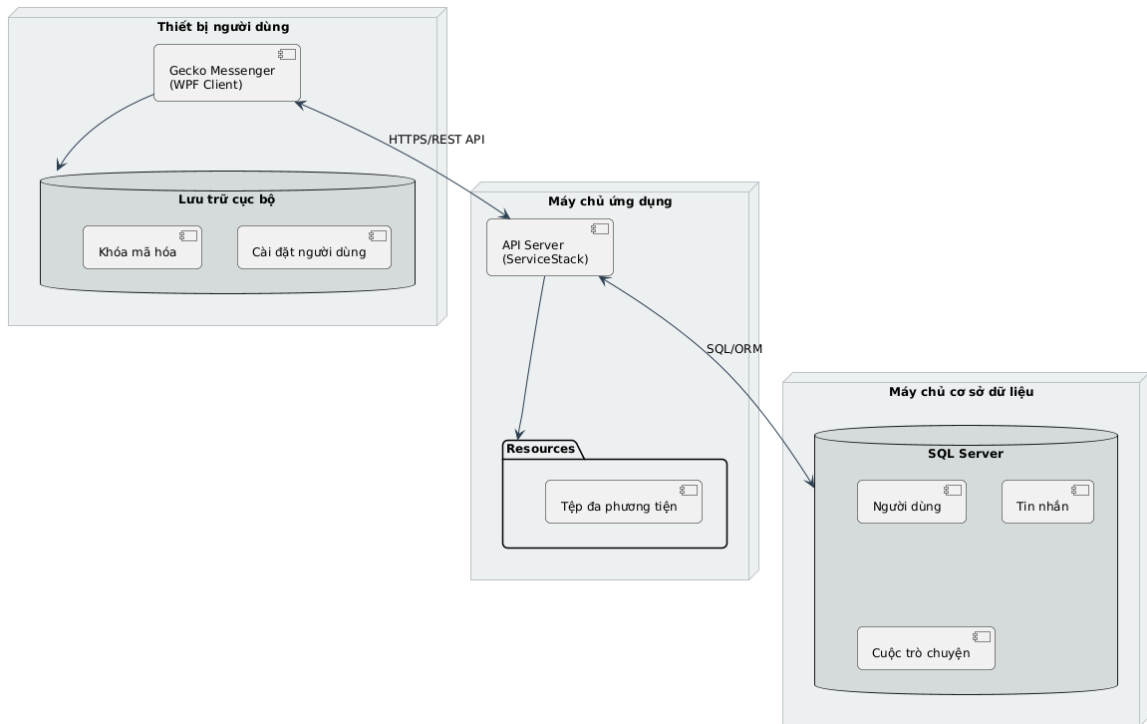 Thiết bị người dùng
Gecko Messenger
(WPF Client)
HTTPS/REST API
Lưu trữ cục bộ
Khóa mã hóa
Cài đặt người dùng
Máy chủ ứng dụng
API Server
(ServiceStack)
SQL/ORM
Resources
Tệp đa phương tiện
Máy chủ cơ sở dữ liệu
SQL Server
Người dùng
Tin nhắn
Cuộc trò chuyện